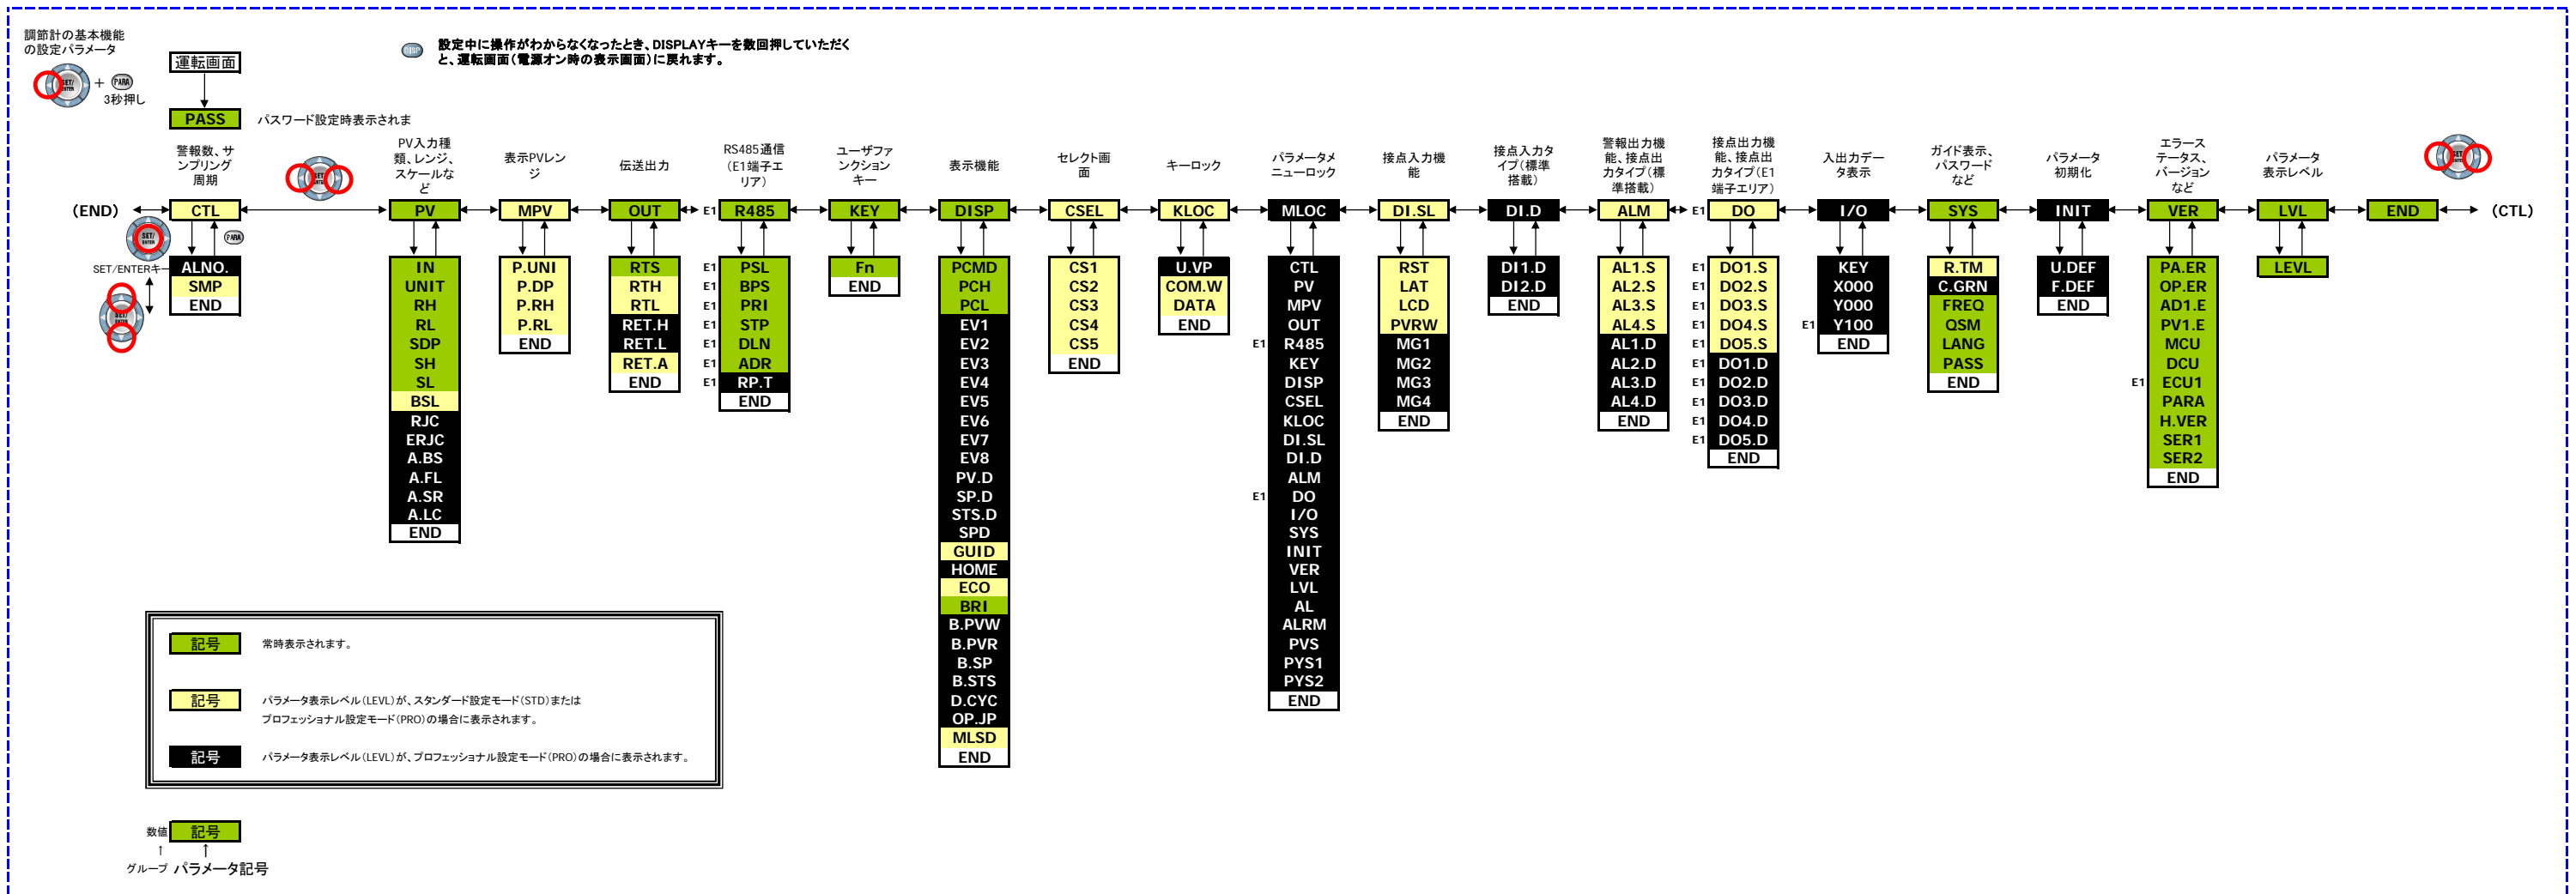 調節計の基本機能
の設定パラメータ
SET/
ENTER
+
PARA
3秒押し
運転画面
DISP
設定中に操作がわからなくなったとき、DISPLAYキーを数回押していただく
と、運転画面(電源オン時の表示画面)に戻れます。
PASS
パスワード設定時表示されま
警報数、サ
ンプリング
周期
PV入力種
類、レンジ、
スケールな
ど
表示PVレン
ジ
伝送出力
RS485通信
(E1端子エ
リア)
ユーザファ
ンクション
キー
表示機能
セレクト画
面
キーロック
パラメータメ
ニューロック
接点入力機
能
接点入力タ
イプ(標準
搭載)
警報出力機
能、接点出
力タイプ(標
準搭載)
接点出力機
能、接点出
力タイプ(E1
端子エリア)
入出力デー
タ表示
ガイド表示、
パスワード
など
パラメータ
初期化
エラース
テータス、
バージョン
など
パラメータ
表示レベル
(END) CTL PV MPV OUT E1 R485 KEY DISP CSEL KLOC MLOC DI.SL DI.D ALM E1 DO I/O SYS INIT VER LVL END (CTL)
SET/
ENTER
PARA
SET/ENTERキー
ALNO.
SMP
END
IN
UNIT
RH
RL
SDP
SH
SL
BSL
RJC
ERJC
A.BS
A.FL
A.SR
A.LC
END
P.UNI
P.DP
P.RH
P.RL
END
RTS
RTH
RTL
RET.H
RET.L
RET.A
END
E1 PSL
E1 BPS
E1 PRI
E1 STP
E1 DLN
E1 ADR
E1 RP.T
END
Fn
END
PCMD
PCH
PCL
EV1
EV2
EV3
EV4
EV5
EV6
EV7
EV8
PV.D
SP.D
STS.D
SPD
GUID
HOME
ECO
BRI
B.PVW
B.PVR
B.SP
B.STS
D.CYC
OP.JP
MLSD
END
CS1
CS2
CS3
CS4
CS5
END
U.VP
COM.W
DATA
END
CTL
PV
MPV
OUT
E1 R485
KEY
DISP
CSEL
KLOC
DI.SL
DI.D
ALM
E1 DO
I/O
SYS
INIT
VER
LVL
AL
ALRM
PVS
PYS1
PYS2
END
RST
LAT
LCD
PVRW
MG1
MG2
MG3
MG4
END
DI1.D
DI2.D
END
AL1.S
AL2.S
AL3.S
AL4.S
AL1.D
AL2.D
AL3.D
AL4.D
END
E1 DO1.S
E1 DO2.S
E1 DO3.S
E1 DO4.S
E1 DO5.S
E1 DO1.D
E1 DO2.D
E1 DO3.D
E1 DO4.D
E1 DO5.D
END
KEY
X000
Y000
E1 Y100
END
R.TM
C.GRN
FREQ
QSM
LANG
PASS
END
U.DEF
F.DEF
END
PA.ER
OP.ER
AD1.E
PV1.E
MCU
DCU
E1 ECU1
PARA
H.VER
SER1
SER2
END
LEVL
記号 常時表示されます。
記号 パラメータ表示レベル(LEVL)が、スタンダード設定モード(STD)または
プロフェッショナル設定モード(PRO)の場合に表示されます。
記号 パラメータ表示レベル(LEVL)が、プロフェッショナル設定モード(PRO)の場合に表示されます。
数値 記号
↑ ↑
グループ パラメータ記号